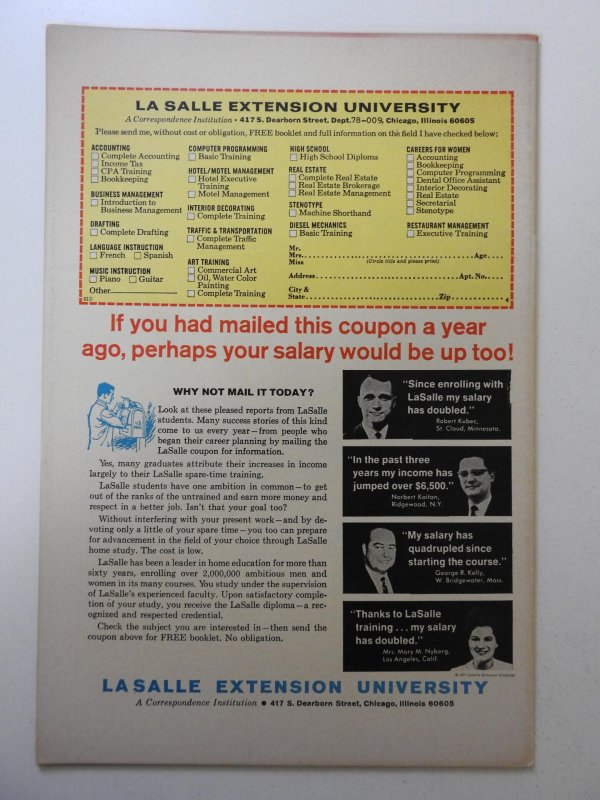 LA SALLE EXTENSION UNIVERSITY
A Correspondence Institution • 417 S. Dearborn Street, Dept. 78-009, Chicago, Illinois 60605
Please send me, without cost or obligation, FREE booklet and full information on the field I have checked below:
ACCOUNTING
Complete Accounting
Income Tax
CPA Training
Bookkeeping
BUSINESS MANAGEMENT
Introduction to
Business Management
DRAFTING
Complete Drafting
LANGUAGE INSTRUCTION
French Spanish
MUSIC INSTRUCTION
Piano Guitar
Other
COMPUTER PROGRAMMING
Basic Training
HOTEL/MOTEL MANAGEMENT
Hotel Executive
Training
Motel Management
INTERIOR DECORATING
Complete Training
TRAFFIC & TRANSPORTATION
Complete Traffic
Management
ART TRAINING
Commercial Art
Oil, Water Color
Painting
Complete Training
HIGH SCHOOL
High School Diploma
REAL ESTATE
Complete Real Estate
Real Estate Brokerage
Real Estate Management
STENOTYPE
Machine Shorthand
DIESEL MECHANICS
Basic Training
CAREERS FOR WOMEN
Accounting
Bookkeeping
Computer Programming
Dental Office Assistant
Interior Decorating
Real Estate
Secretarial
Stenotype
RESTAURANT MANAGEMENT
Executive Training
Mr.
Mrs. Age
Miss (Circle title and please print)
Address Apt. No.
City &
State Zip
4
If you had mailed this coupon a year
ago, perhaps your salary would be up too!
WHY NOT MAIL IT TODAY?
Look at these pleased reports from LaSalle
students. Many success stories of this kind
come to us every year—from people who
began their career planning by mailing the
LaSalle coupon for information.
Yes, many graduates attribute their increases in income
largely to their LaSalle spare-time training.
LaSalle students have one ambition in common—to get
out of the ranks of the untrained and earn more money and
respect in a better job. Isn't that your goal too?
Without interfering with your present work—and by de-
voting only a little of your spare time—you too can prepare
for advancement in the field of your choice through LaSalle
home study. The cost is low.
LaSalle has been a leader in home education for more than
sixty years, enrolling over 2,000,000 ambitious men and
women in its many courses. You study under the supervision
of LaSalle's experienced faculty. Upon satisfactory comple-
tion of your study, you receive the LaSalle diploma—a rec-
ognized and respected credential.
Check the subject you are interested in—then send the
coupon above for FREE booklet. No obligation.
"Since enrolling with
LaSalle my salary
has doubled."
Robert Kubec,
St. Cloud, Minnesota.
"In the past three
years my income has
jumped over $6,500."
Norbert Kaitan,
Ridgewood, N.Y.
"My salary has
quadrupled since
starting the course."
George R. Kelly,
W. Bridgewater, Mass.
"Thanks to LaSalle
training . . . my salary
has doubled."
Mrs. Mary M. Nyberg,
Los Angeles, Calif.
LA SALLE EXTENSION UNIVERSITY
A Correspondence Institution • 417 S. Dearborn Street, Chicago, Illinois 60605